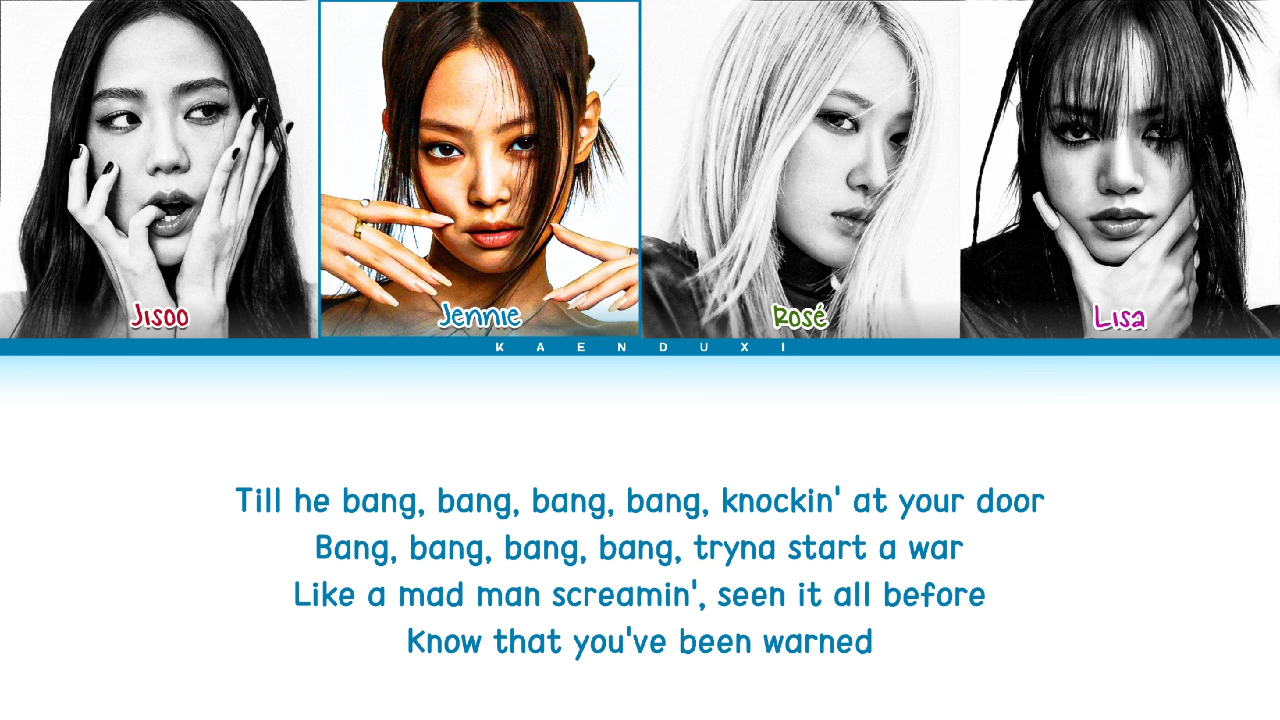 Jisoo
Jennie
Rosé
Lisa
KAENDUXI
Till he bang, bang, bang, bang, knockin' at your door
Bang, bang, bang, bang, tryna start a war
Like a mad man screamin', seen it all before
Know that you've been warned